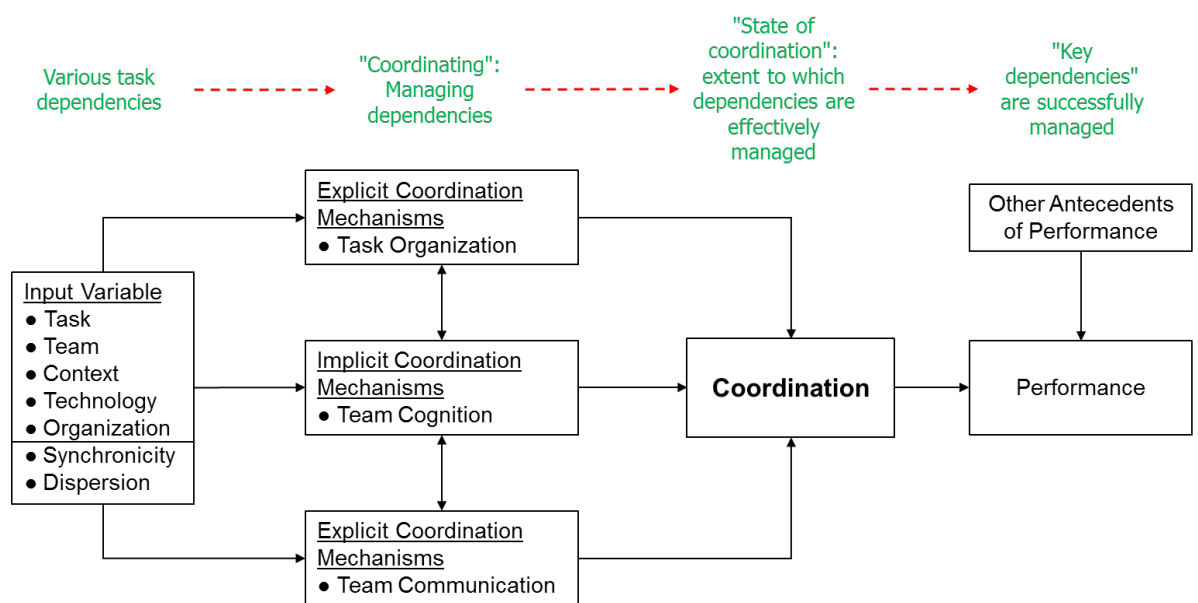 Various task
dependencies
"Coordinating":
Managing
dependencies
"State of
coordination":
extent to which
dependencies are
effectively
managed
"Key
dependencies"
are successfully
managed
Explicit Coordination
Mechanisms
● Task Organization
Other Antecedents
of Performance
Input Variable
● Task
● Team
● Context
● Technology
● Organization
● Synchronicity
● Dispersion
Implicit Coordination
Mechanisms
● Team Cognition
Coordination
Performance
Explicit Coordination
Mechanisms
● Team Communication